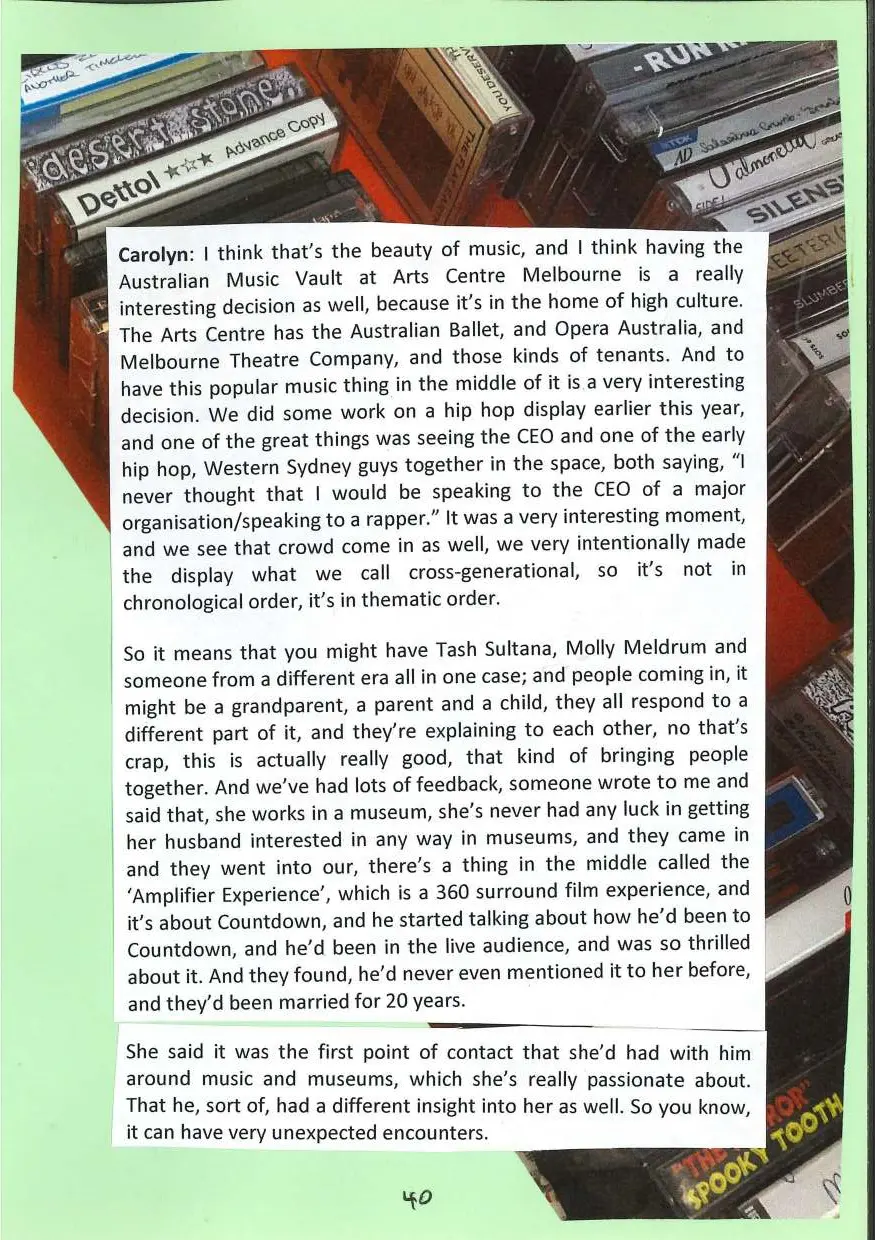 ANOTHER TIMELINE
desert stone
Dettol ★☆★ Advance Copy
YOU DESERV
- RUN
TDK
AD
SIDE 1
SILENS
SLUMBE
Carolyn: I think that's the beauty of music, and I think having the
Australian Music Vault at Arts Centre Melbourne is a really
interesting decision as well, because it's in the home of high culture.
The Arts Centre has the Australian Ballet, and Opera Australia, and
Melbourne Theatre Company, and those kinds of tenants. And to
have this popular music thing in the middle of it is a very interesting
decision. We did some work on a hip hop display earlier this year,
and one of the great things was seeing the CEO and one of the early
hip hop, Western Sydney guys together in the space, both saying, "I
never thought that I would be speaking to the CEO of a major
organisation/speaking to a rapper." It was a very interesting moment,
and we see that crowd come in as well, we very intentionally made
the display what we call cross-generational, so it's not in
chronological order, it's in thematic order.
So it means that you might have Tash Sultana, Molly Meldrum and
someone from a different era all in one case; and people coming in, it
might be a grandparent, a parent and a child, they all respond to a
different part of it, and they're explaining to each other, no that's
crap, this is actually really good, that kind of bringing people
together. And we've had lots of feedback, someone wrote to me and
said that, she works in a museum, she's never had any luck in getting
her husband interested in any way in museums, and they came in
and they went into our, there's a thing in the middle called the
'Amplifier Experience', which is a 360 surround film experience, and
it's about Countdown, and he started talking about how he'd been to
Countdown, and he'd been in the live audience, and was so thrilled
about it. And they found, he'd never even mentioned it to her before,
and they'd been married for 20 years.
She said it was the first point of contact that she'd had with him
around music and museums, which she's really passionate about.
That he, sort of, had a different insight into her as well. So you know,
it can have very unexpected encounters.
SPOOKY TOOTH
40